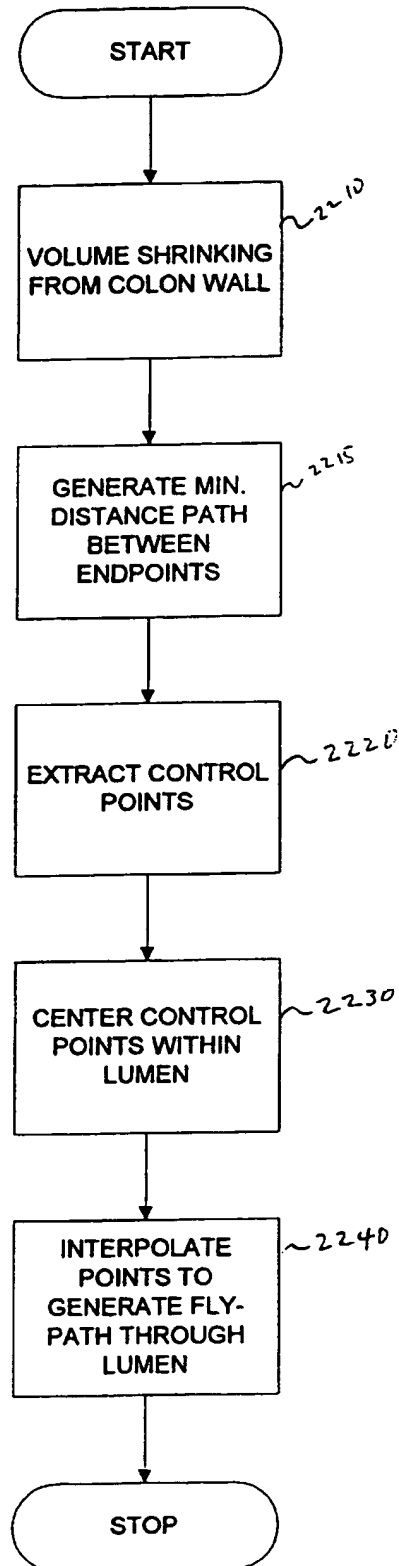 START
2210
VOLUME SHRINKING
FROM COLON WALL
2215
GENERATE MIN.
DISTANCE PATH
BETWEEN
ENDPOINTS
2220
EXTRACT CONTROL
POINTS
2230
CENTER CONTROL
POINTS WITHIN
LUMEN
2240
INTERPOLATE
POINTS TO
GENERATE FLY-
PATH THROUGH
LUMEN
STOP